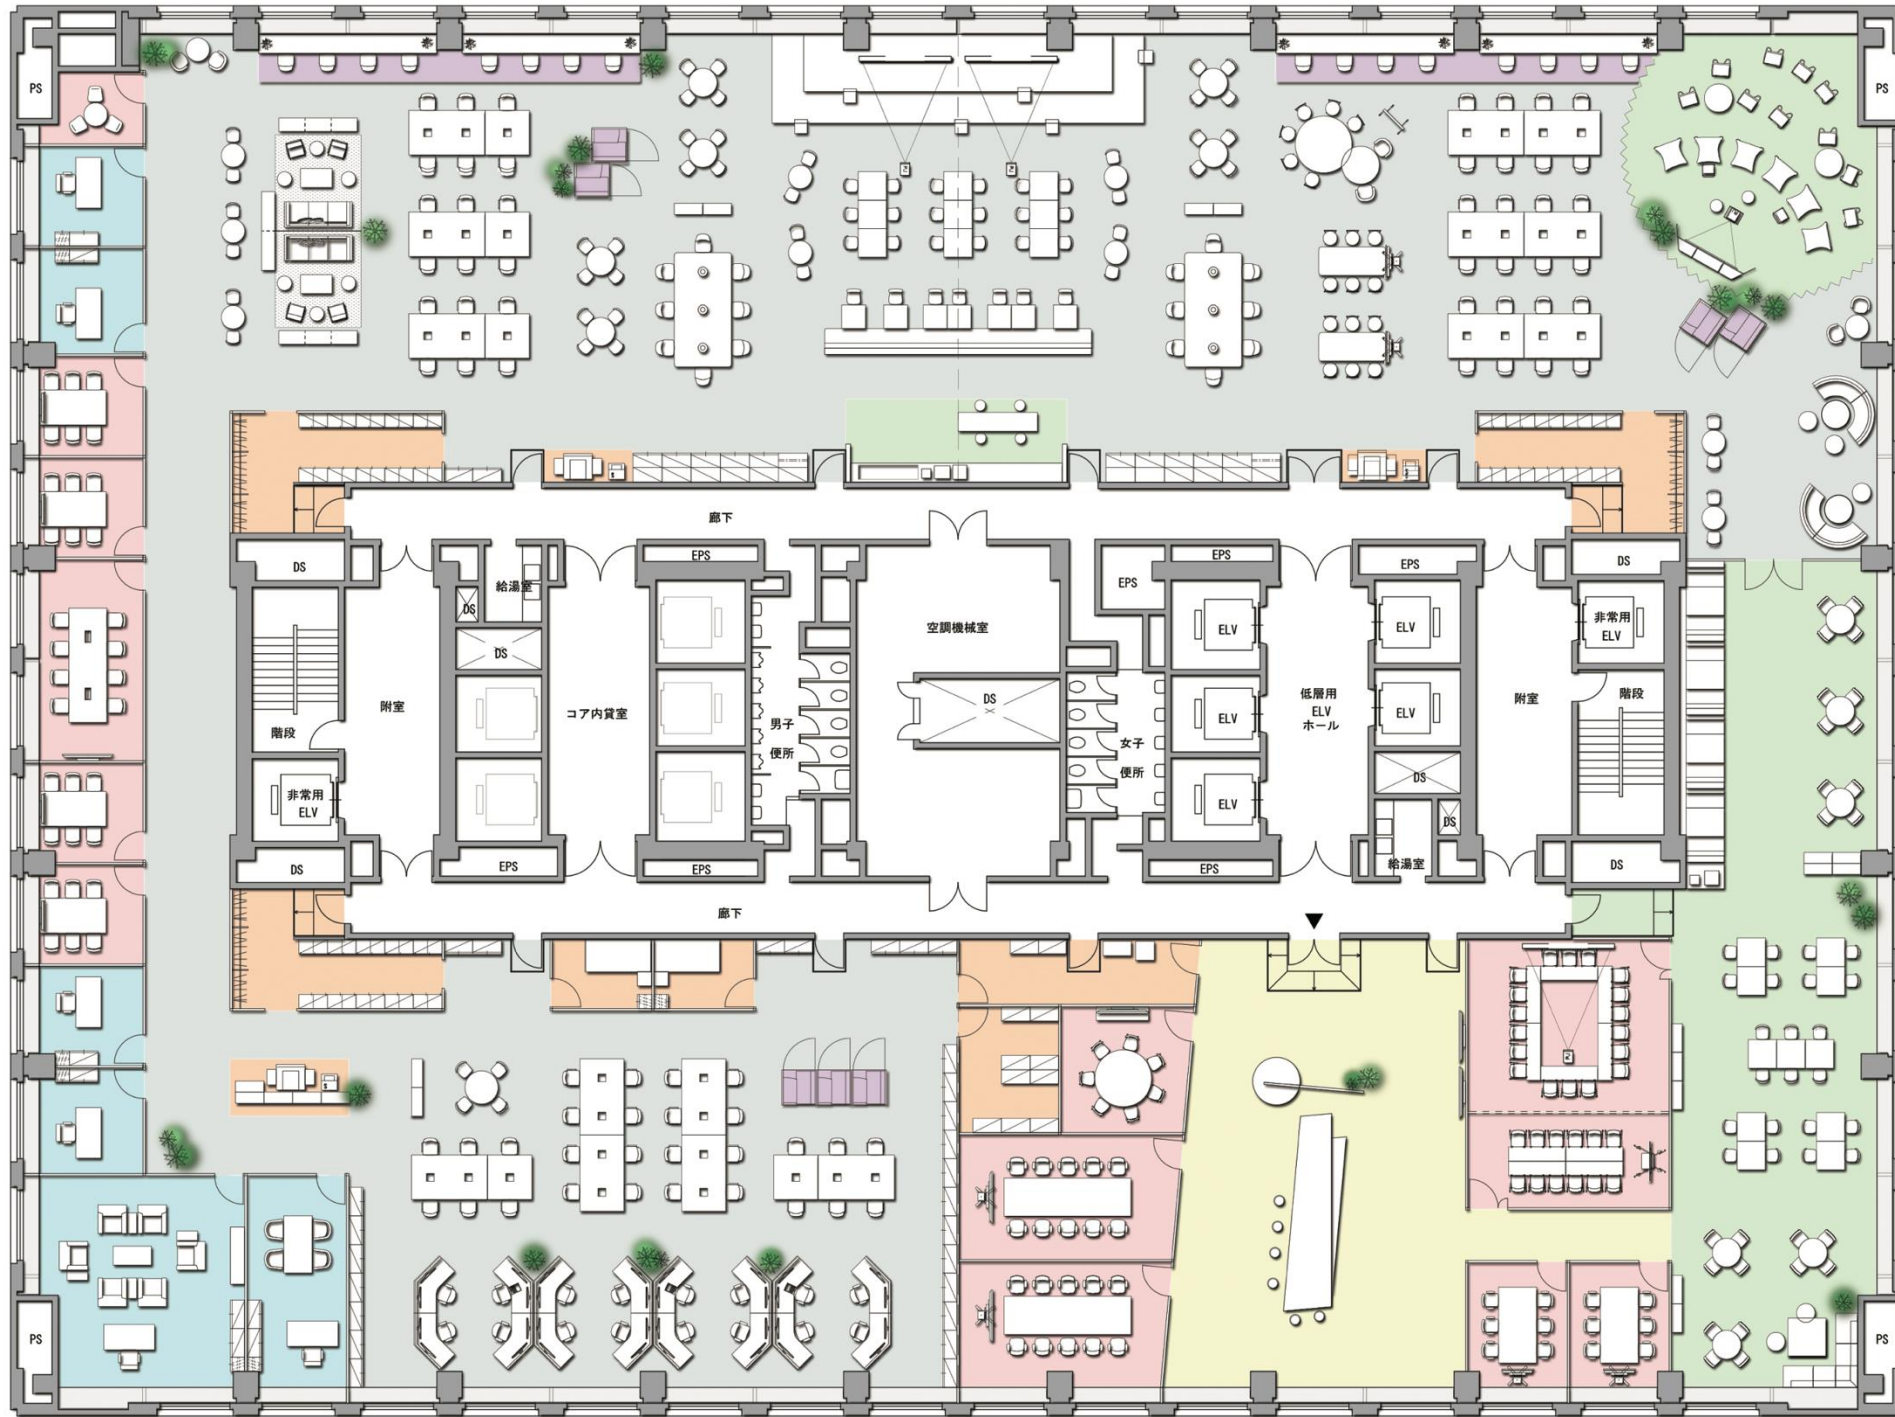 PS
PS
廊下
DS
給湯室
EPS
EPS
EPS
EPS
DS
DS
空調機械室
ELV
ELV
非常用
ELV
DS
附室
コア内貸室
DS
低層用
ELV
ホール
附室
階段
階段
男子
便所
女子
便所
ELV
ELV
DS
非常用
ELV
ELV
DS
DS
EPS
EPS
EPS
給湯室
DS
廊下
PS
PS